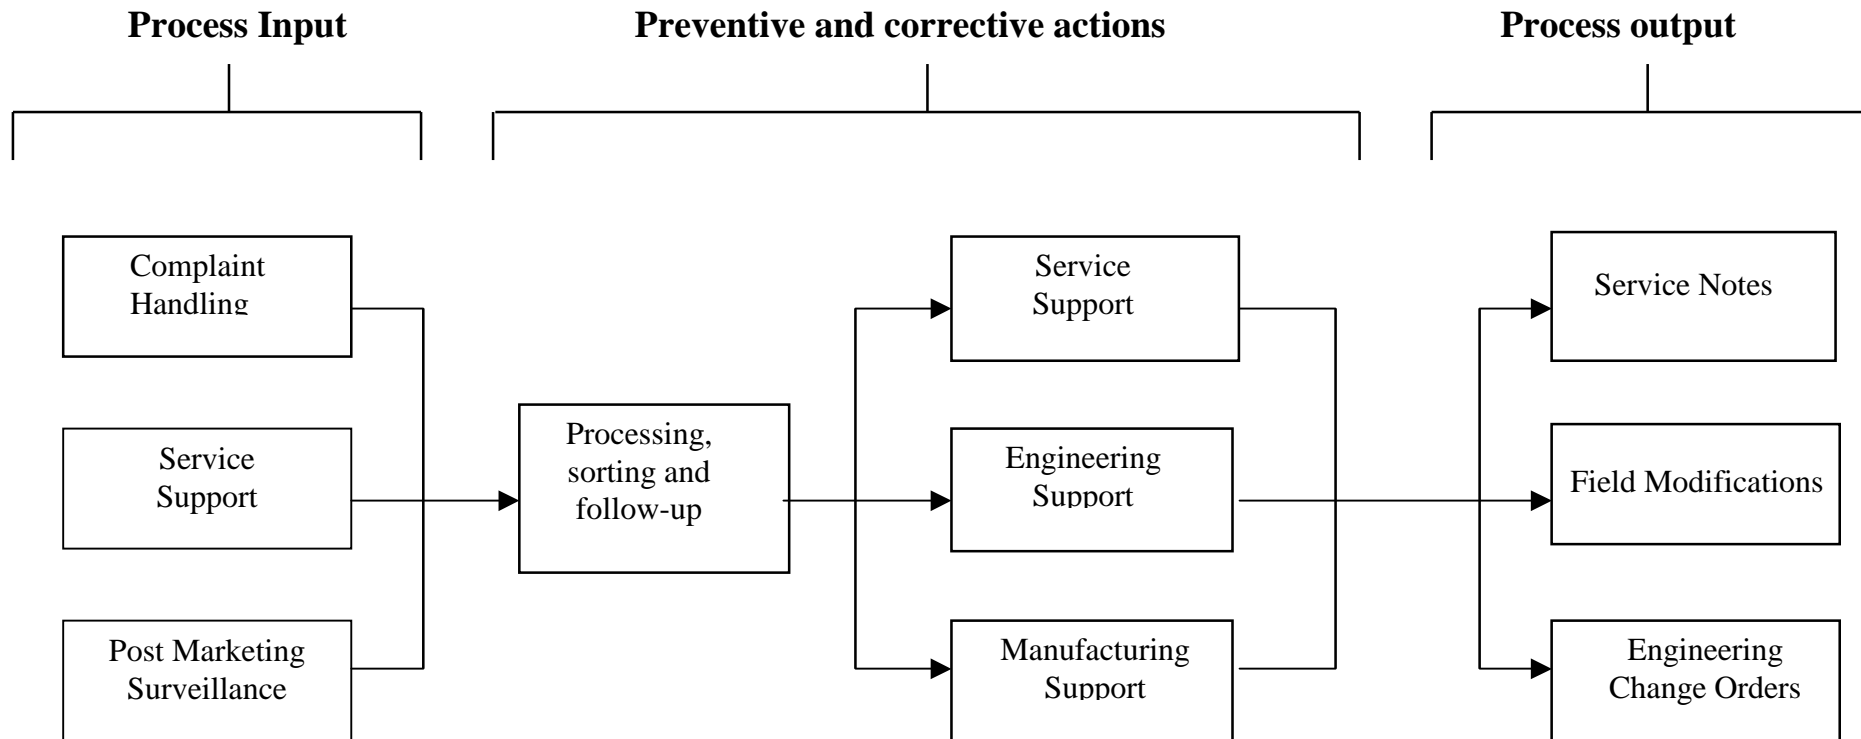 Process Input
Preventive and corrective actions
Process output
Complaint
Handling
Service
Support
Post Marketing
Surveillance
Processing,
sorting and
follow-up
Service
Support
Engineering
Support
Manufacturing
Support
Service Notes
Field Modifications
Engineering
Change Orders